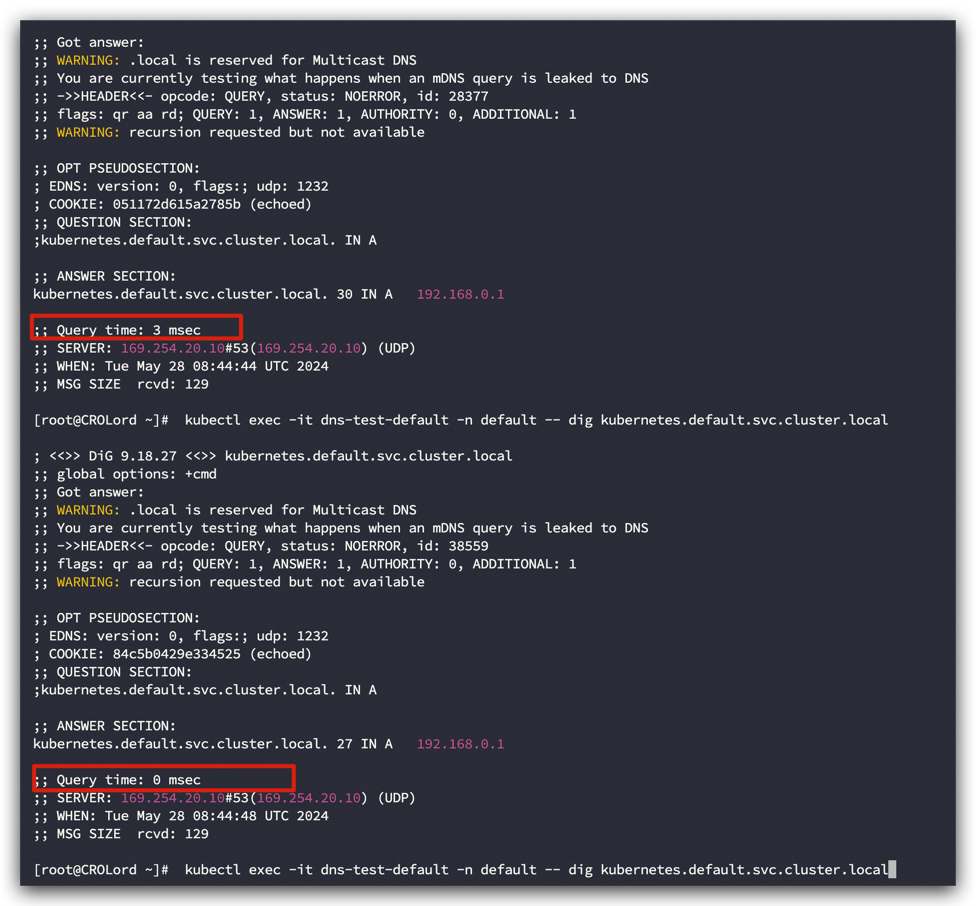 ;; Got answer:
;; WARNING: .local is reserved for Multicast DNS
;; You are currently testing what happens when an mDNS query is leaked to DNS
;; ->>HEADER<<- opcode: QUERY, status: NOERROR, id: 28377
;; flags: qr aa rd; QUERY: 1, ANSWER: 1, AUTHORITY: 0, ADDITIONAL: 1
;; WARNING: recursion requested but not available
;; OPT PSEUDOSECTION:
; EDNS: version: 0, flags:; udp: 1232
; COOKIE: 051172d615a2785b (echoed)
;; QUESTION SECTION:
;kubernetes.default.svc.cluster.local. IN A
;; ANSWER SECTION:
kubernetes.default.svc.cluster.local. 30 IN A 192.168.0.1
;; Query time: 3 msec
;; SERVER: 169.254.20.10#53(169.254.20.10) (UDP)
;; WHEN: Tue May 28 08:44:44 UTC 2024
;; MSG SIZE  rcvd: 129
[root@CROLord ~]#  kubectl exec -it dns-test-default -n default -- dig kubernetes.default.svc.cluster.local
; <<>> DiG 9.18.27 <<>> kubernetes.default.svc.cluster.local
;; global options: +cmd
;; Got answer:
;; WARNING: .local is reserved for Multicast DNS
;; You are currently testing what happens when an mDNS query is leaked to DNS
;; ->>HEADER<<- opcode: QUERY, status: NOERROR, id: 38559
;; flags: qr aa rd; QUERY: 1, ANSWER: 1, AUTHORITY: 0, ADDITIONAL: 1
;; WARNING: recursion requested but not available
;; OPT PSEUDOSECTION:
; EDNS: version: 0, flags:; udp: 1232
; COOKIE: 84c5b0429e334525 (echoed)
;; QUESTION SECTION:
;kubernetes.default.svc.cluster.local. IN A
;; ANSWER SECTION:
kubernetes.default.svc.cluster.local. 27 IN A 192.168.0.1
;; Query time: 0 msec
;; SERVER: 169.254.20.10#53(169.254.20.10) (UDP)
;; WHEN: Tue May 28 08:44:48 UTC 2024
;; MSG SIZE  rcvd: 129
[root@CROLord ~]#  kubectl exec -it dns-test-default -n default -- dig kubernetes.default.svc.cluster.local